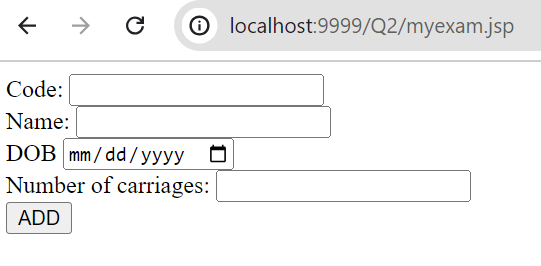 localhost:9999/Q2/myexam.jsp
Code:
Name:
DOB mm/dd/yyyy
Number of carriages:
ADD